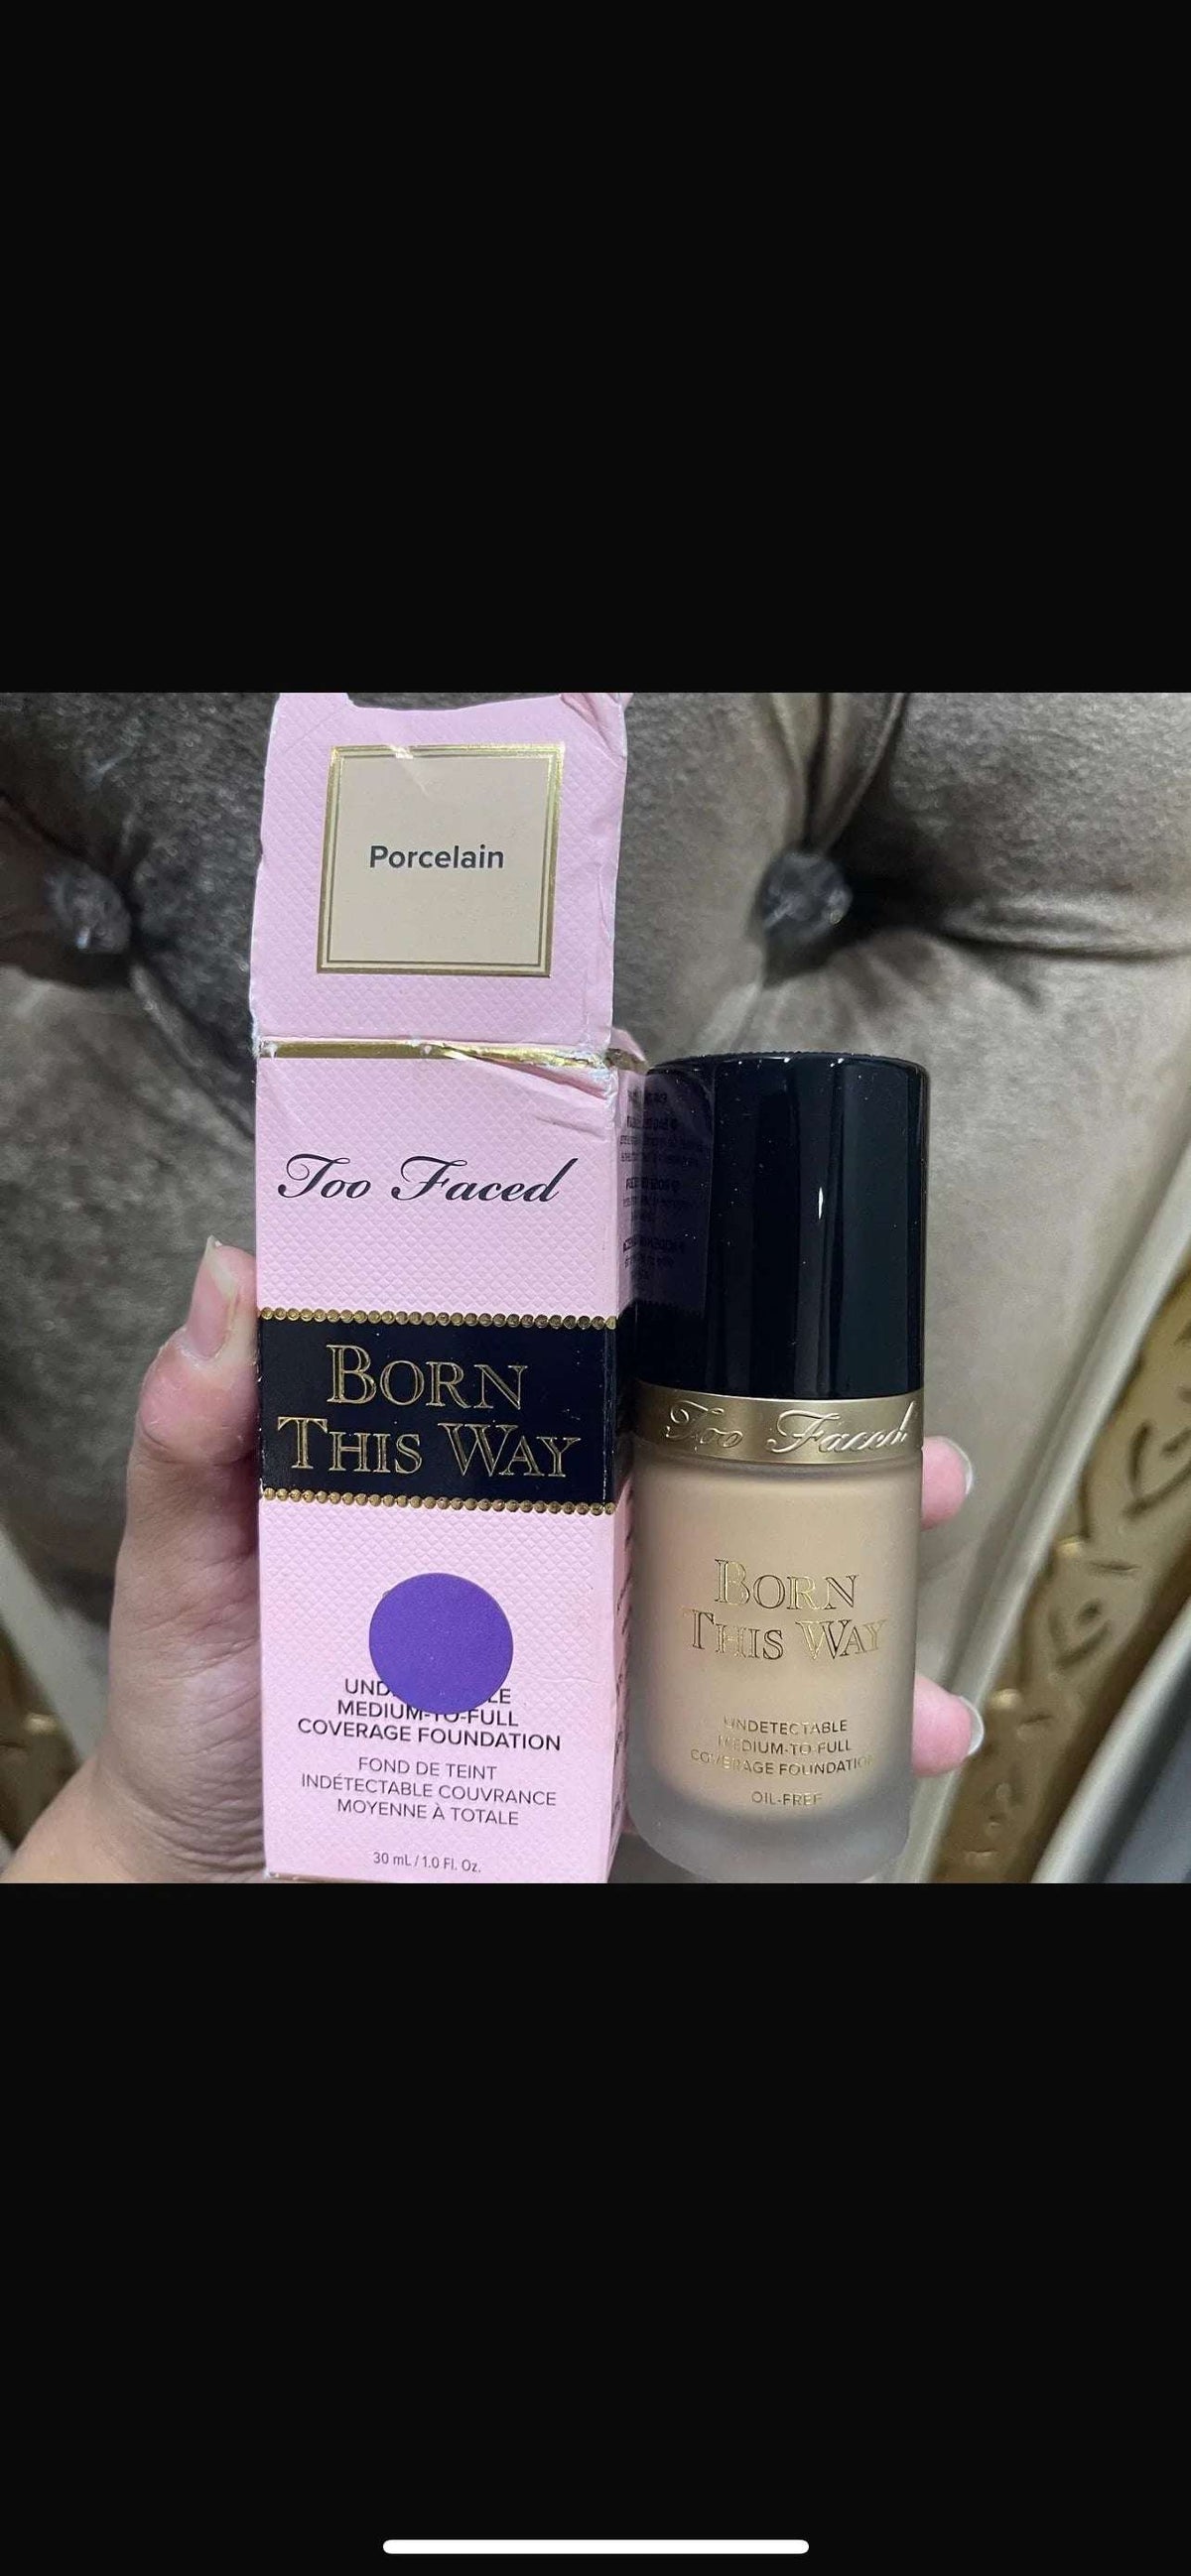 Porcelain
Too Faced
BORN
THIS WAY
MEDIUM-TO-FULL
COVERAGE FOUNDATION
FOND DE TEINT
INDÉTECTABLE COUVRANCE
MOYENNE À TOTALE
30 mL / 1.0 Fl. Oz.
Too Faced
BORN
THIS WAY
UNDETECTABLE
MEDIUM-TO-FULL
COVERAGE FOUNDATION
OIL-FREE